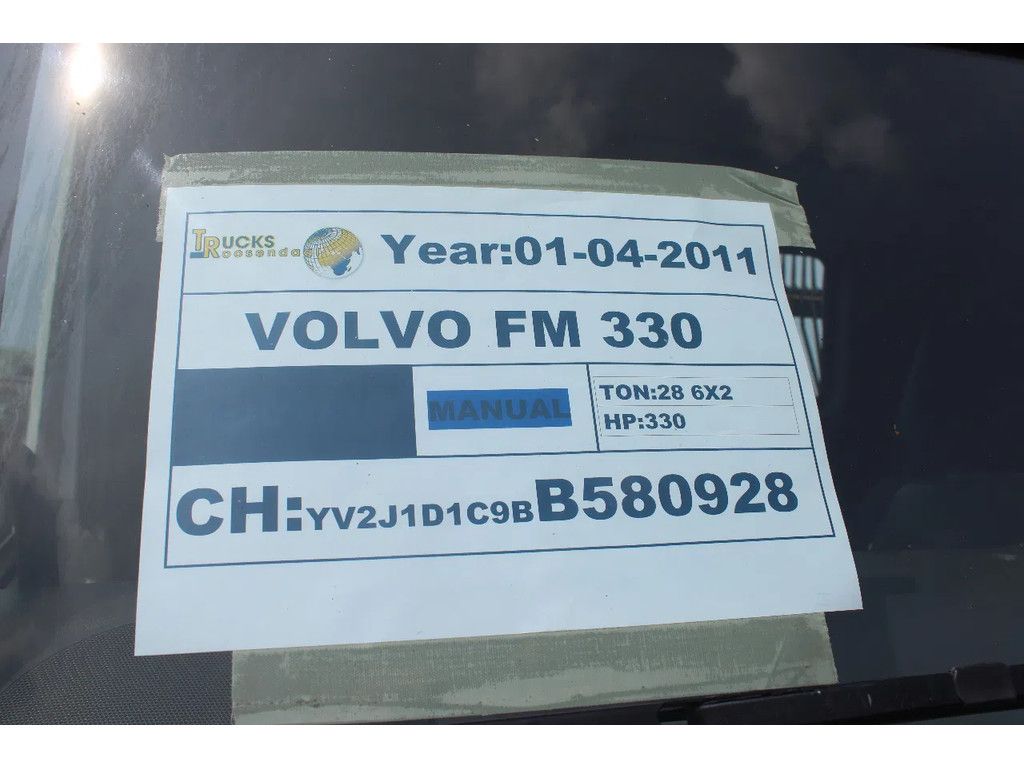 TRUCKS
Roosendaal
Year:01-04-2011
VOLVO FM 330
MANUAL
TON:28 6X2
HP:330
CH:YV2J1D1C9BB580928